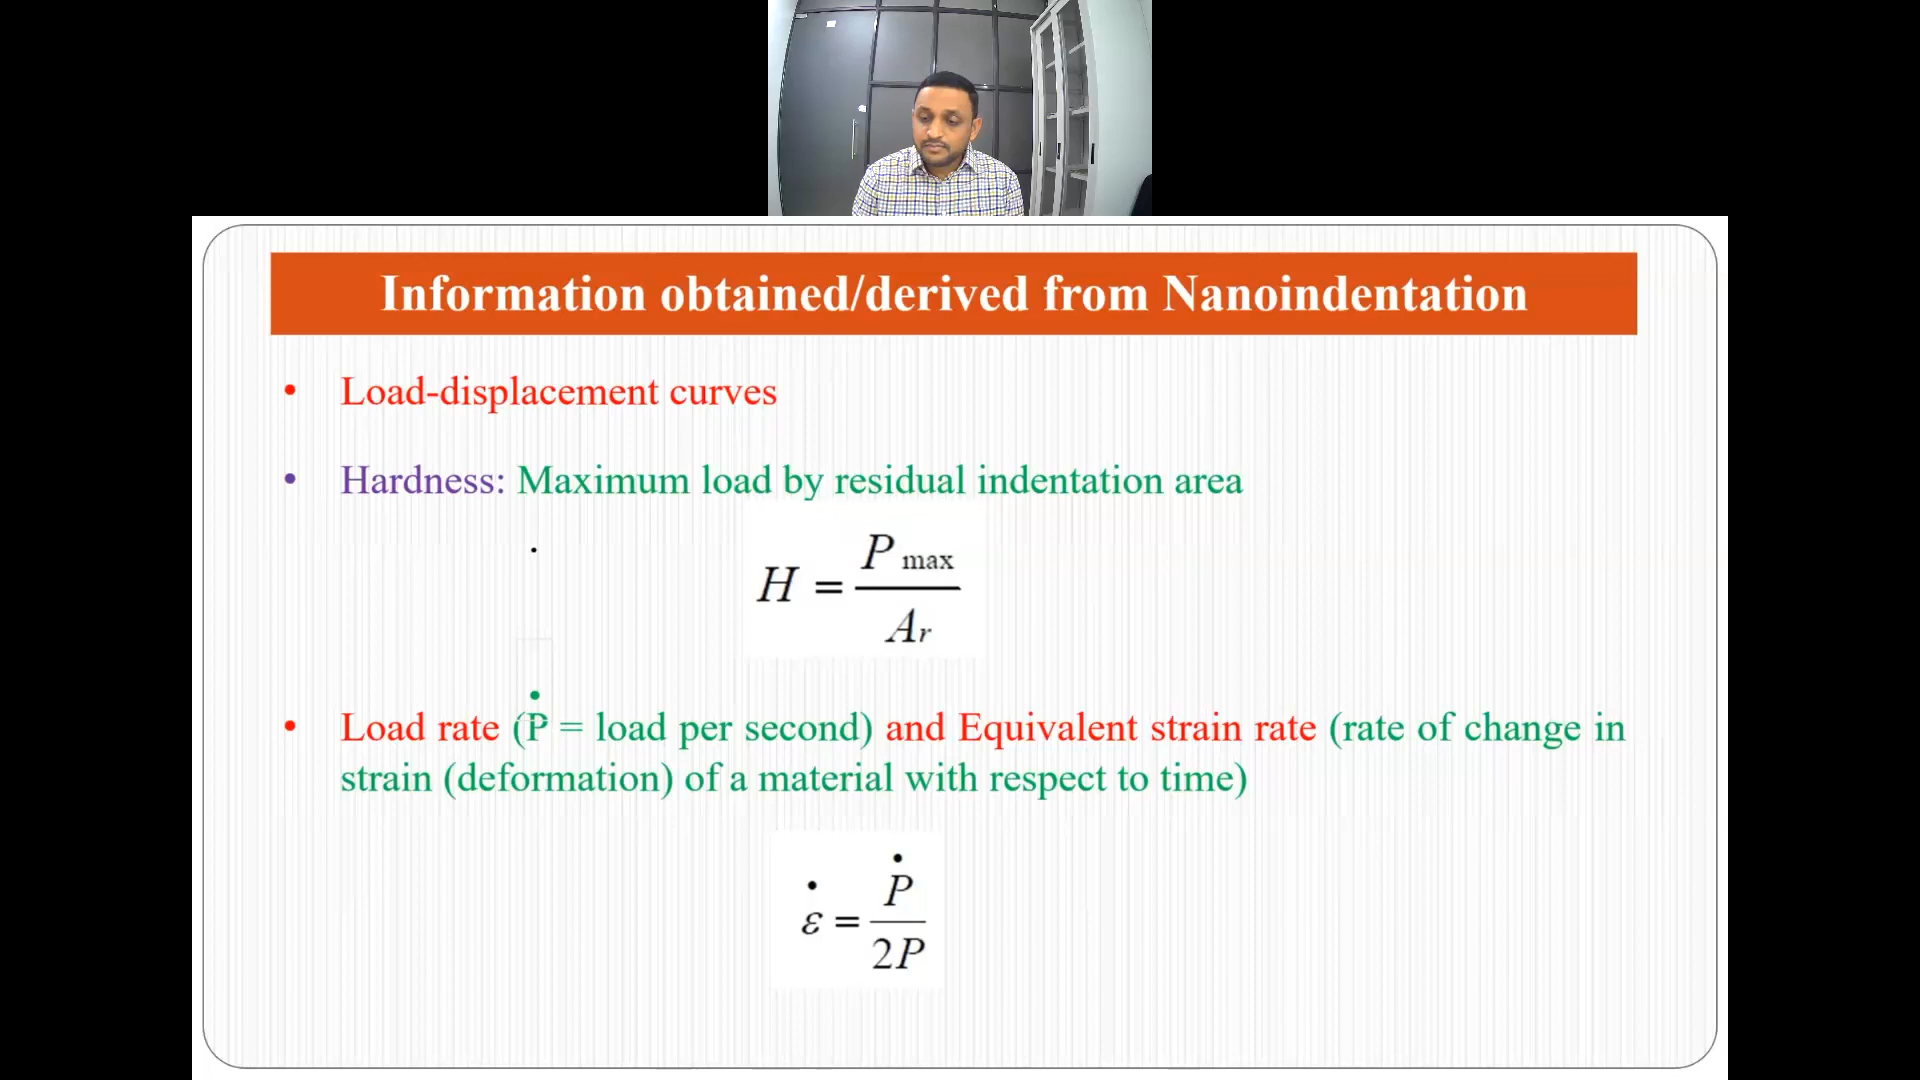 Information obtained/derived from Nanoindentation
• Load-displacement curves
• Hardness: Maximum load by residual indentation area
H = P max / Ar
• Load rate (Ṗ = load per second) and Equivalent strain rate (rate of change in
strain (deformation) of a material with respect to time)
ε̇ = Ṗ / 2P